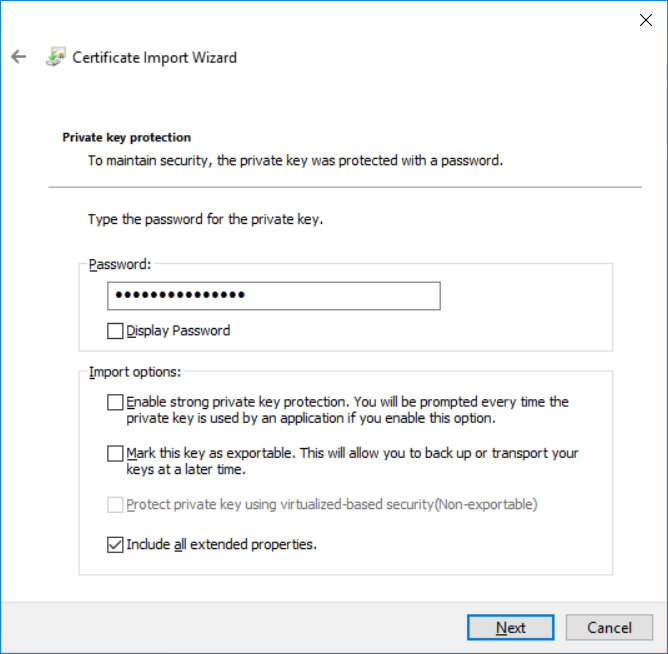 Certificate Import Wizard
Private key protection
To maintain security, the private key was protected with a password.
Type the password for the private key.
Password:
●●●●●●●●●●●●●●●
Display Password
Import options:
Enable strong private key protection. You will be prompted every time the
private key is used by an application if you enable this option.
Mark this key as exportable. This will allow you to back up or transport your
keys at a later time.
Protect private key using virtualized-based security(Non-exportable)
Include all extended properties.
Next Cancel